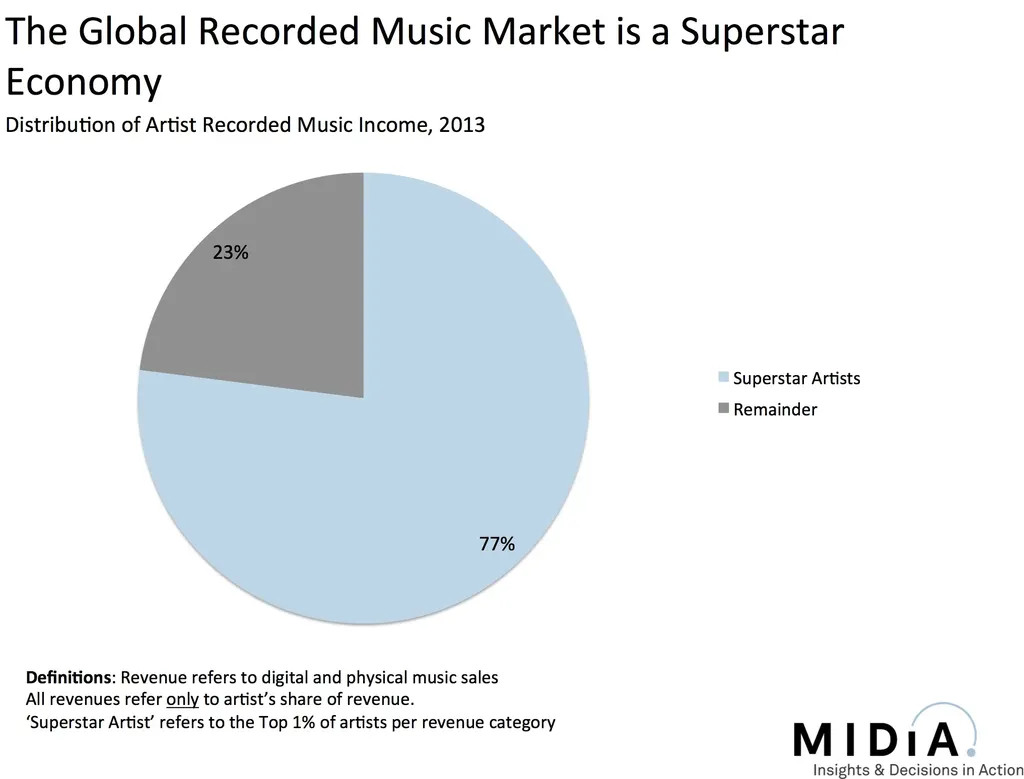 The Global Recorded Music Market is a Superstar
Economy
Distribution of Artist Recorded Music Income, 2013
23%
Superstar Artists
Remainder
77%
Definitions: Revenue refers to digital and physical music sales
All revenues refer only to artist’s share of revenue.
‘Superstar Artist’ refers to the Top 1% of artists per revenue category
MIDiA.
Insights & Decisions in Action